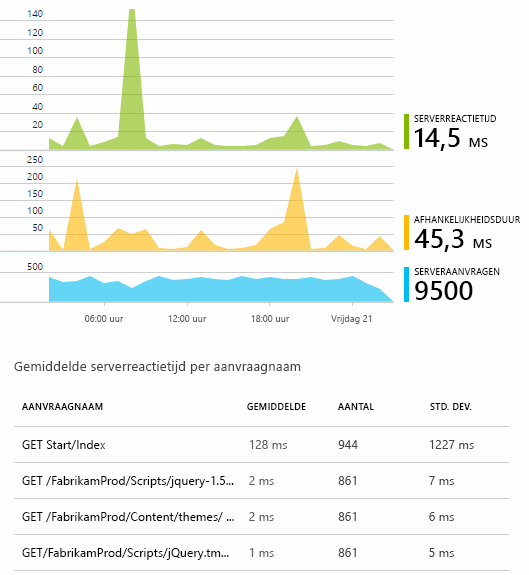 140
120
100
80
60
40
20
SERVERREACTIETIJD
14,5 MS
250
200
150
100
50
AFHANKELIJKHEIDSDUUR
45,3 MS
500
SERVERAANVRAGEN
9500
06:00 uur 12:00 uur 18:00 uur Vrijdag 21
Gemiddelde serverreactietijd per aanvraagnaam
AANVRAAGNAAM GEMIDDELDE AANTAL STD. DEV.
GET Start/Index 128 ms 944 1227 ms
GET /FabrikamProd/Scripts/jquery-1.5... 2 ms 861 7 ms
GET /FabrikamProd/Content/themes/ ... 2 ms 861 6 ms
GET/FabrikamProd/Scripts/jQuery.tm... 1 ms 861 5 ms